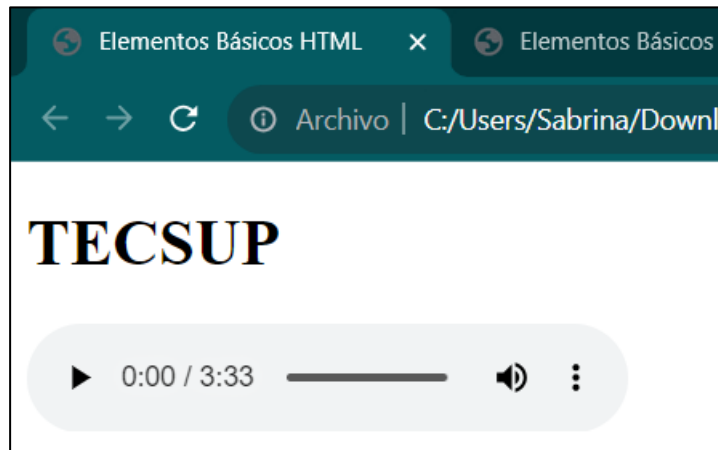 Elementos Básicos HTML
Elementos Básicos
Archivo | C:/Users/Sabrina/Downl
TECSUP
0:00 / 3:33